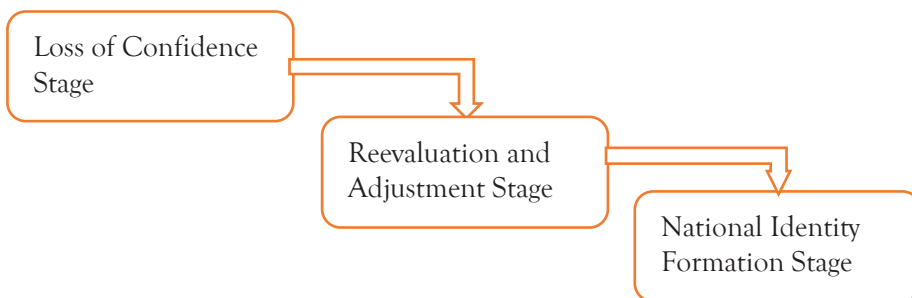 Loss of Confidence
Stage
Reevaluation and
Adjustment Stage
National Identity
Formation Stage